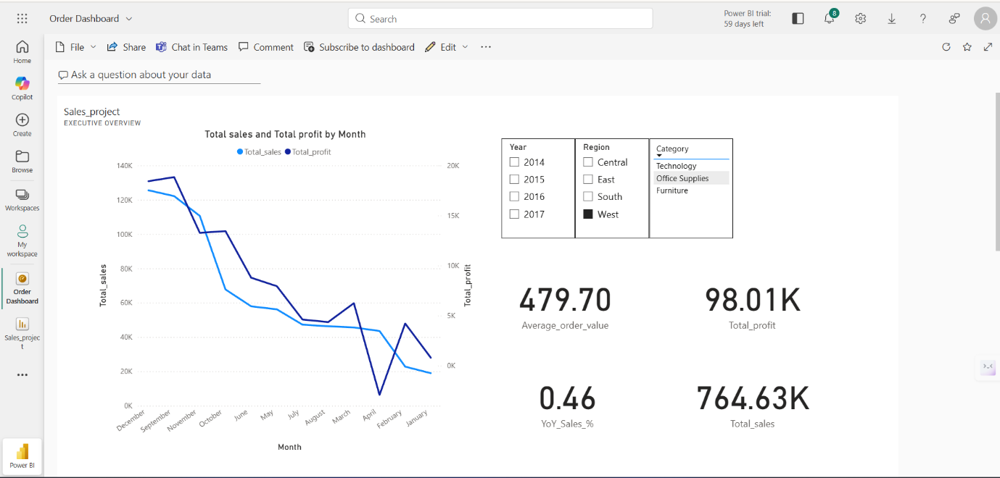 Order Dashboard
Search
Power BI trial:
59 days left
8
File
Share
Chat in Teams
Comment
Subscribe to dashboard
Edit
Home
Copilot
Create
Browse
Workspaces
My
workspace
Order
Dashboard
Sales_projec
t
Power BI
Ask a question about your data
Sales_project
EXECUTIVE OVERVIEW
Total sales and Total profit by Month
Total_sales Total_profit
140K
120K
100K
80K
60K
40K
20K
0K
Total_sales
20K
15K
10K
5K
0K
Total_profit
December September November October June May July August March April February January
Month
Year
2014
2015
2016
2017
Region
Central
East
South
West
Category
Technology
Office Supplies
Furniture
479.70
Average_order_value
98.01K
Total_profit
0.46
YoY_Sales_%
764.63K
Total_sales